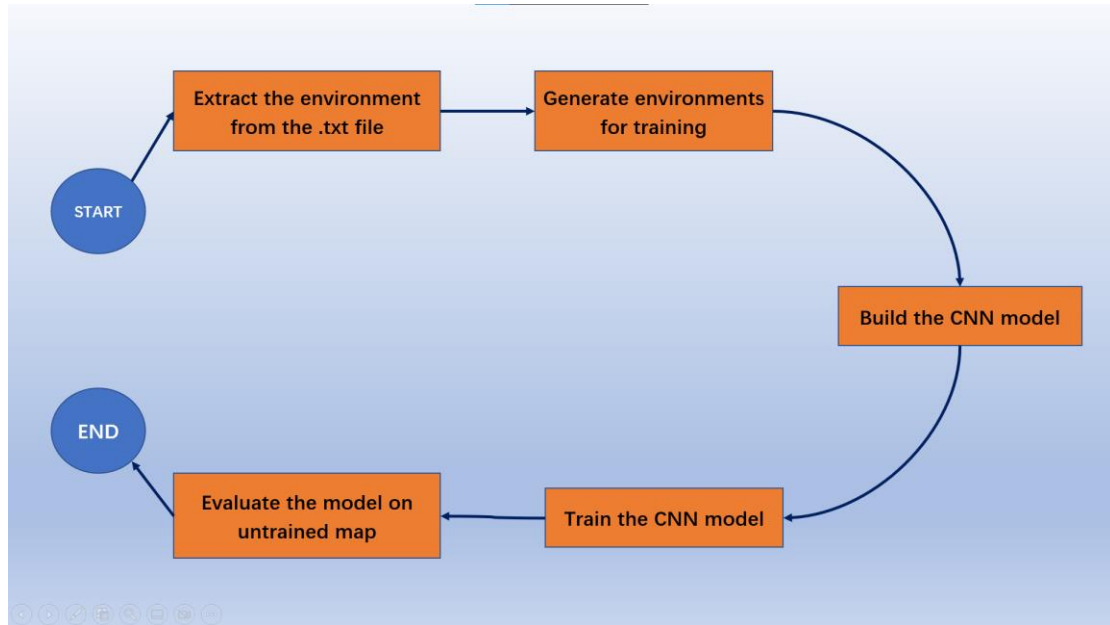 START
Extract the environment
from the .txt file
Generate environments
for training
Build the CNN model
Train the CNN model
Evaluate the model on
untrained map
END